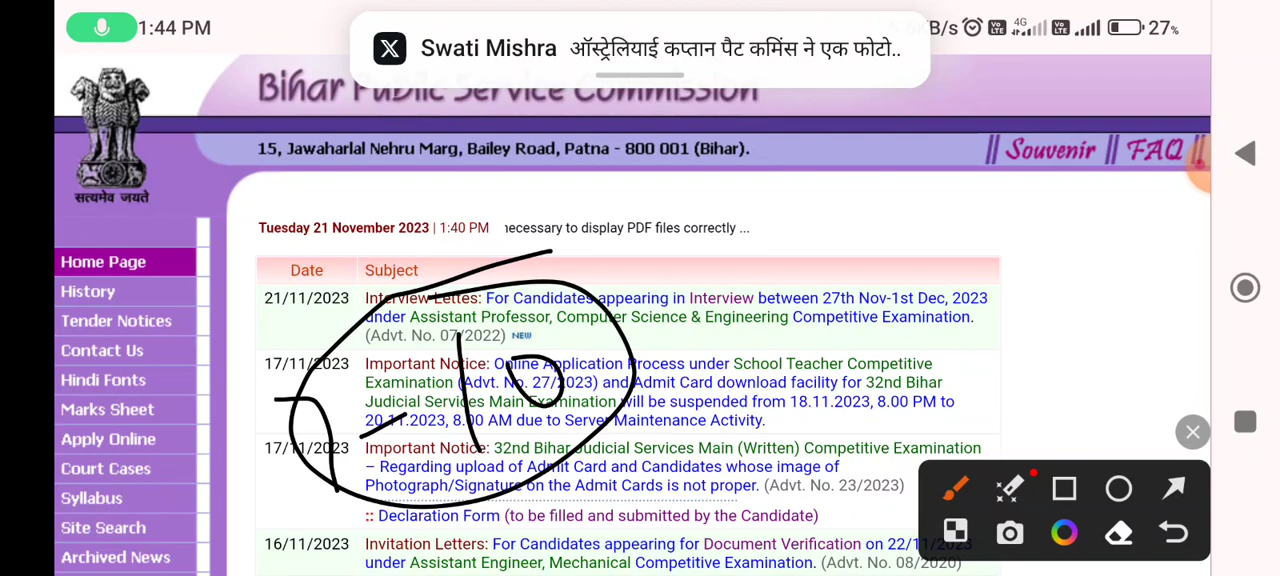 1:44 PM
KB/s 4G 27%
Swati Mishra ऑस्ट्रेलियाई कप्तान पैट कमिंस ने एक फोटो..
Bihar Public Service Commission
सत्यमेव जयते
15, Jawaharlal Nehru Marg, Bailey Road, Patna - 800 001 (Bihar).
|| Souvenir || FAQ ||
Tuesday 21 November 2023 | 1:40 PM
necessary to display PDF files correctly ...
Home Page
History
Tender Notices
Contact Us
Hindi Fonts
Marks Sheet
Apply Online
Court Cases
Syllabus
Site Search
Archived News
Date Subject
21/11/2023 Interview Lettes: For Candidates appearing in Interview between 27th Nov-1st Dec, 2023
under Assistant Professor, Computer Science & Engineering Competitive Examination.
(Advt. No. 07/2022) NEW
17/11/2023 Important Notice: Online Application Process under School Teacher Competitive
Examination (Advt. No. 27/2023) and Admit Card download facility for 32nd Bihar
Judicial Services Main Examination will be suspended from 18.11.2023, 8.00 PM to
20.11.2023, 8.00 AM due to Server Maintenance Activity.
17/11/2023 Important Notice: 32nd Bihar Judicial Services Main (Written) Competitive Examination
– Regarding upload of Admit Card and Candidates whose image of
Photograph/Signature on the Admit Cards is not proper. (Advt. No. 23/2023)
:: Declaration Form (to be filled and submitted by the Candidate)
16/11/2023 Invitation Letters: For Candidates appearing for Document Verification on 22/11/2023
under Assistant Engineer, Mechanical Competitive Examination. (Advt. No. 08/2020)